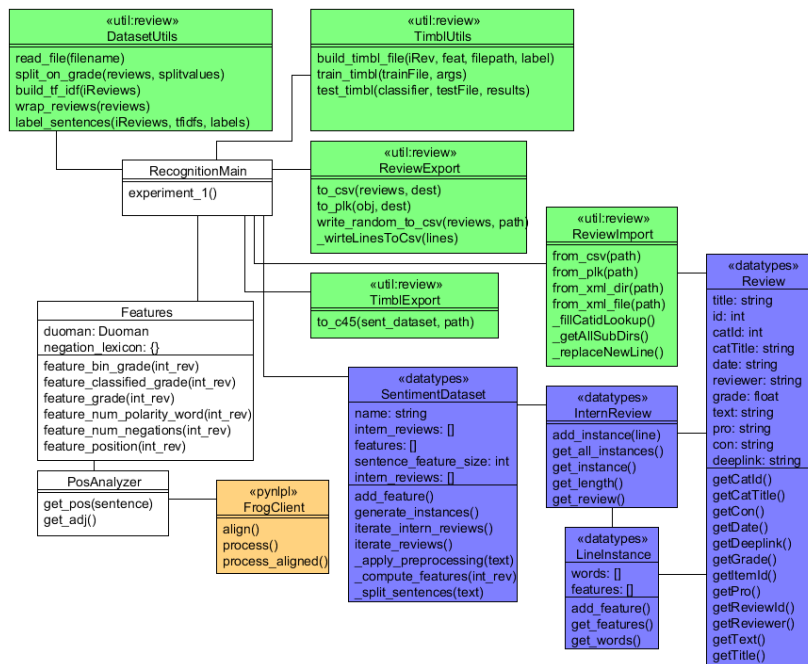 «util:review»
DatasetUtils
read_file(filename)
split_on_grade(reviews, splitvalues)
build_tf_idf(iReviews)
wrap_reviews(reviews)
label_sentences(iReviews, tfidfs, labels)
«util:review»
TimblUtils
build_timbl_file(iRev, feat, filepath, label)
train_timbl(trainFile, args)
test_timbl(classifier, testFile, results)
RecognitionMain
experiment_1()
«util:review»
ReviewExport
to_csv(reviews, dest)
to_plk(obj, dest)
write_random_to_csv(reviews, path)
_wirteLinesToCsv(lines)
«util:review»
ReviewImport
from_csv(path)
from_plk(path)
from_xml_dir(path)
from_xml_file(path)
_fillCatidLookup()
_getAllSubDirs()
_replaceNewLine()
«util:review»
TimblExport
to_c45(sent_dataset, path)
«datatypes»
Review
title: string
id: int
catId: int
catTitle: string
date: string
reviewer: string
grade: float
text: string
pro: string
con: string
deeplink: string
getCatId()
getCatTitle()
getCon()
getDate()
getDeeplink()
getGrade()
getItemId()
getPro()
getReviewId()
getReviewer()
getText()
getTitle()
Features
duoman: Duoman
negation_lexicon: {}
feature_bin_grade(int_rev)
feature_classified_grade(int_rev)
feature_grade(int_rev)
feature_num_polarity_word(int_rev)
feature_num_negations(int_rev)
feature_position(int_rev)
PosAnalyzer
get_pos(sentence)
get_adj()
«pynlpl»
FrogClient
align()
process()
process_aligned()
«datatypes»
SentimentDataset
name: string
intern_reviews: []
features: []
sentence_feature_size: int
intern_reviews: []
add_feature()
generate_instances()
iterate_intern_reviews()
iterate_reviews()
_apply_preprocessing(text)
_compute_features(int_rev)
_split_sentences(text)
«datatypes»
InternReview
add_instance(line)
get_all_instances()
get_instance()
get_length()
get_review()
«datatypes»
LineInstance
words: []
features: []
add_feature()
get_features()
get_words()